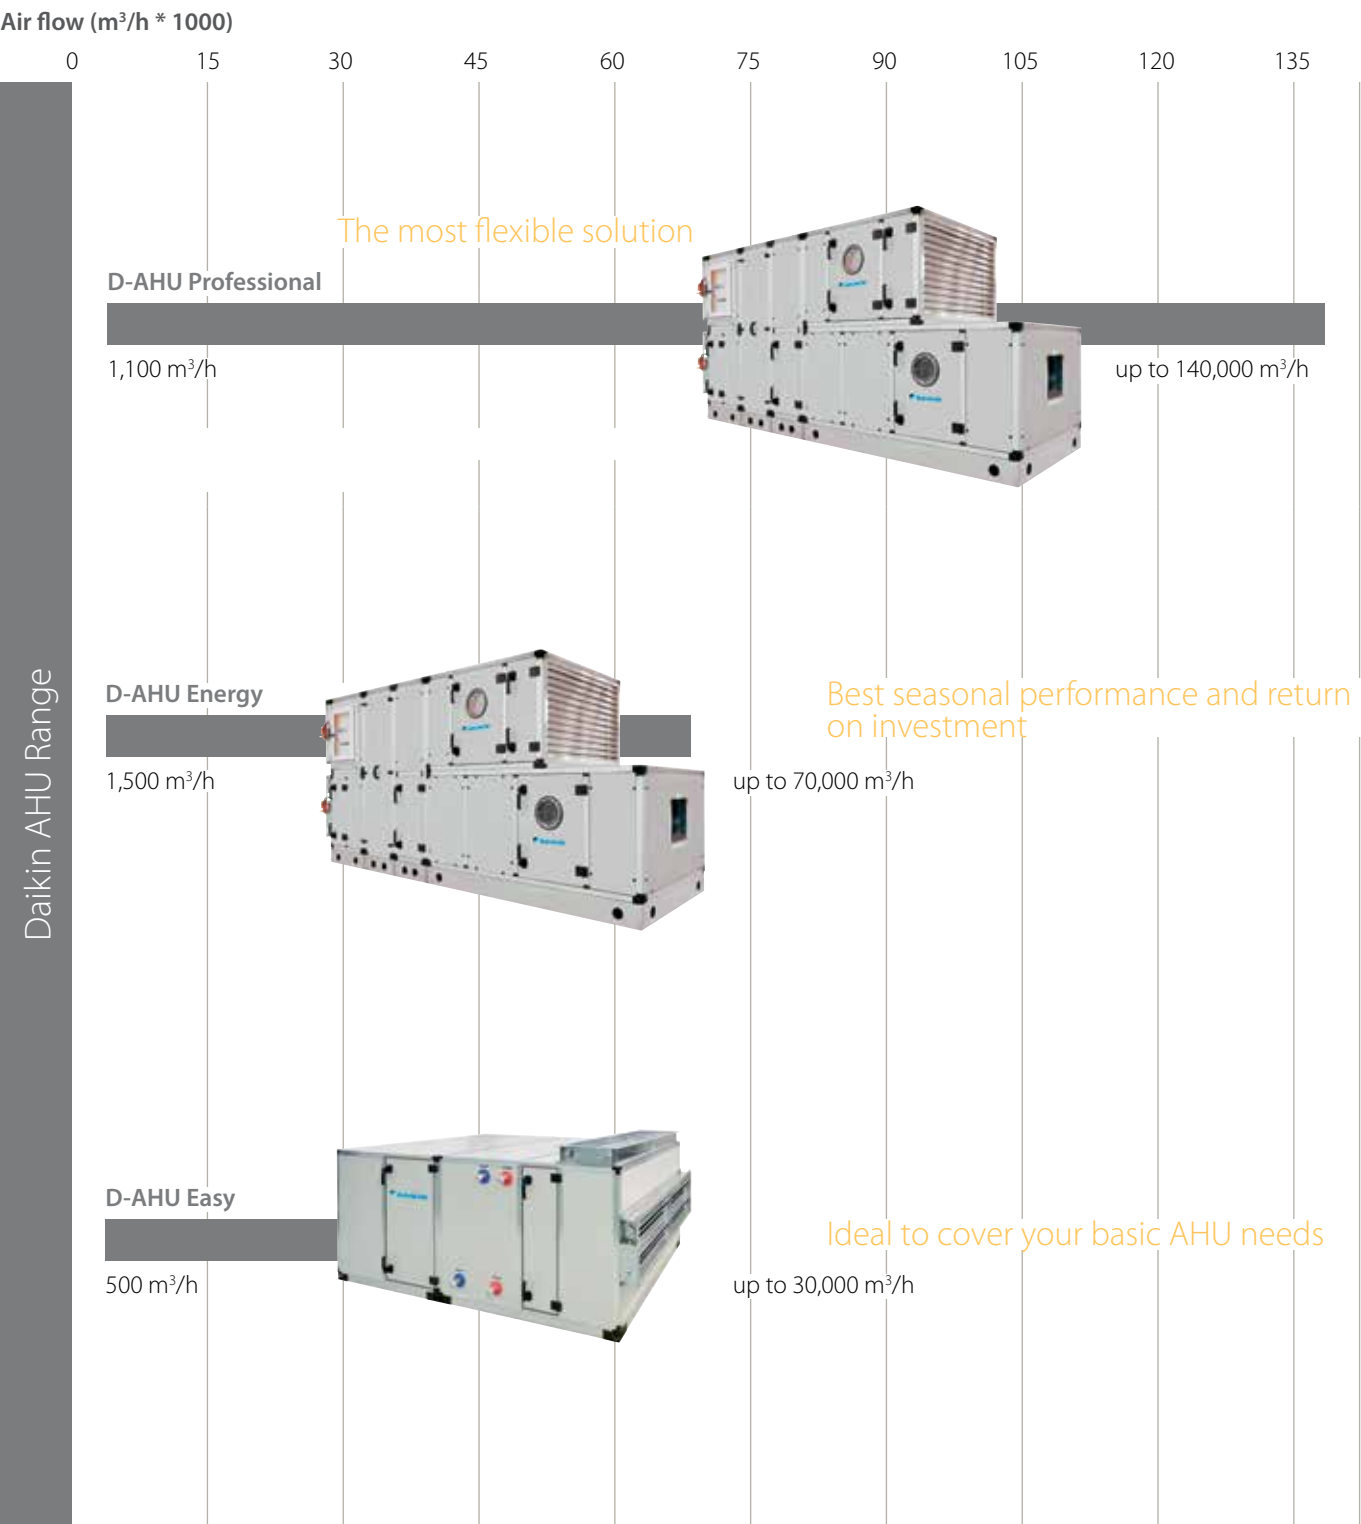 Air flow (m³/h * 1000)
0 15 30 45 60 75 90 105 120 135
Daikin AHU Range
The most flexible solution
D-AHU Professional
1,100 m³/h
up to 140,000 m³/h
D-AHU Energy
Best seasonal performance and return
on investment
1,500 m³/h
up to 70,000 m³/h
D-AHU Easy
Ideal to cover your basic AHU needs
500 m³/h
up to 30,000 m³/h